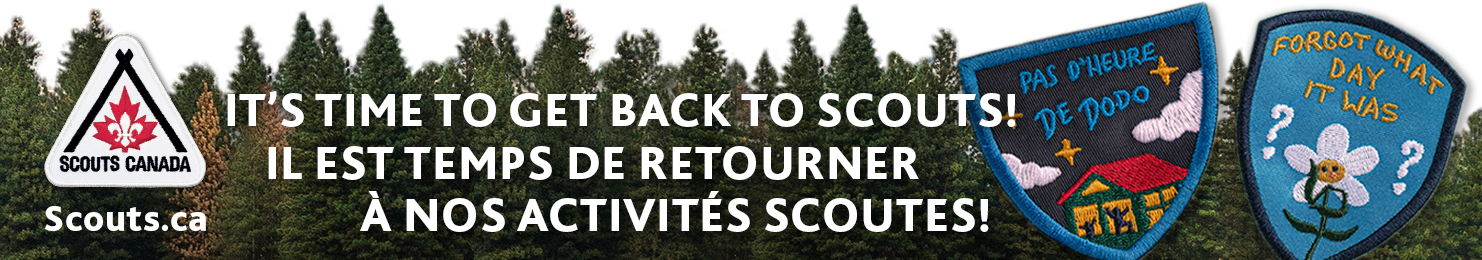 SCOUTS CANADA
Scouts.ca
IT'S TIME TO GET BACK TO SCOUTS!
IL EST TEMPS DE RETOURNER
À NOS ACTIVITÉS SCOUTES!
PAS D'HEURE
DE DODO
FORGOT WHAT
DAY
IT WAS
? ?